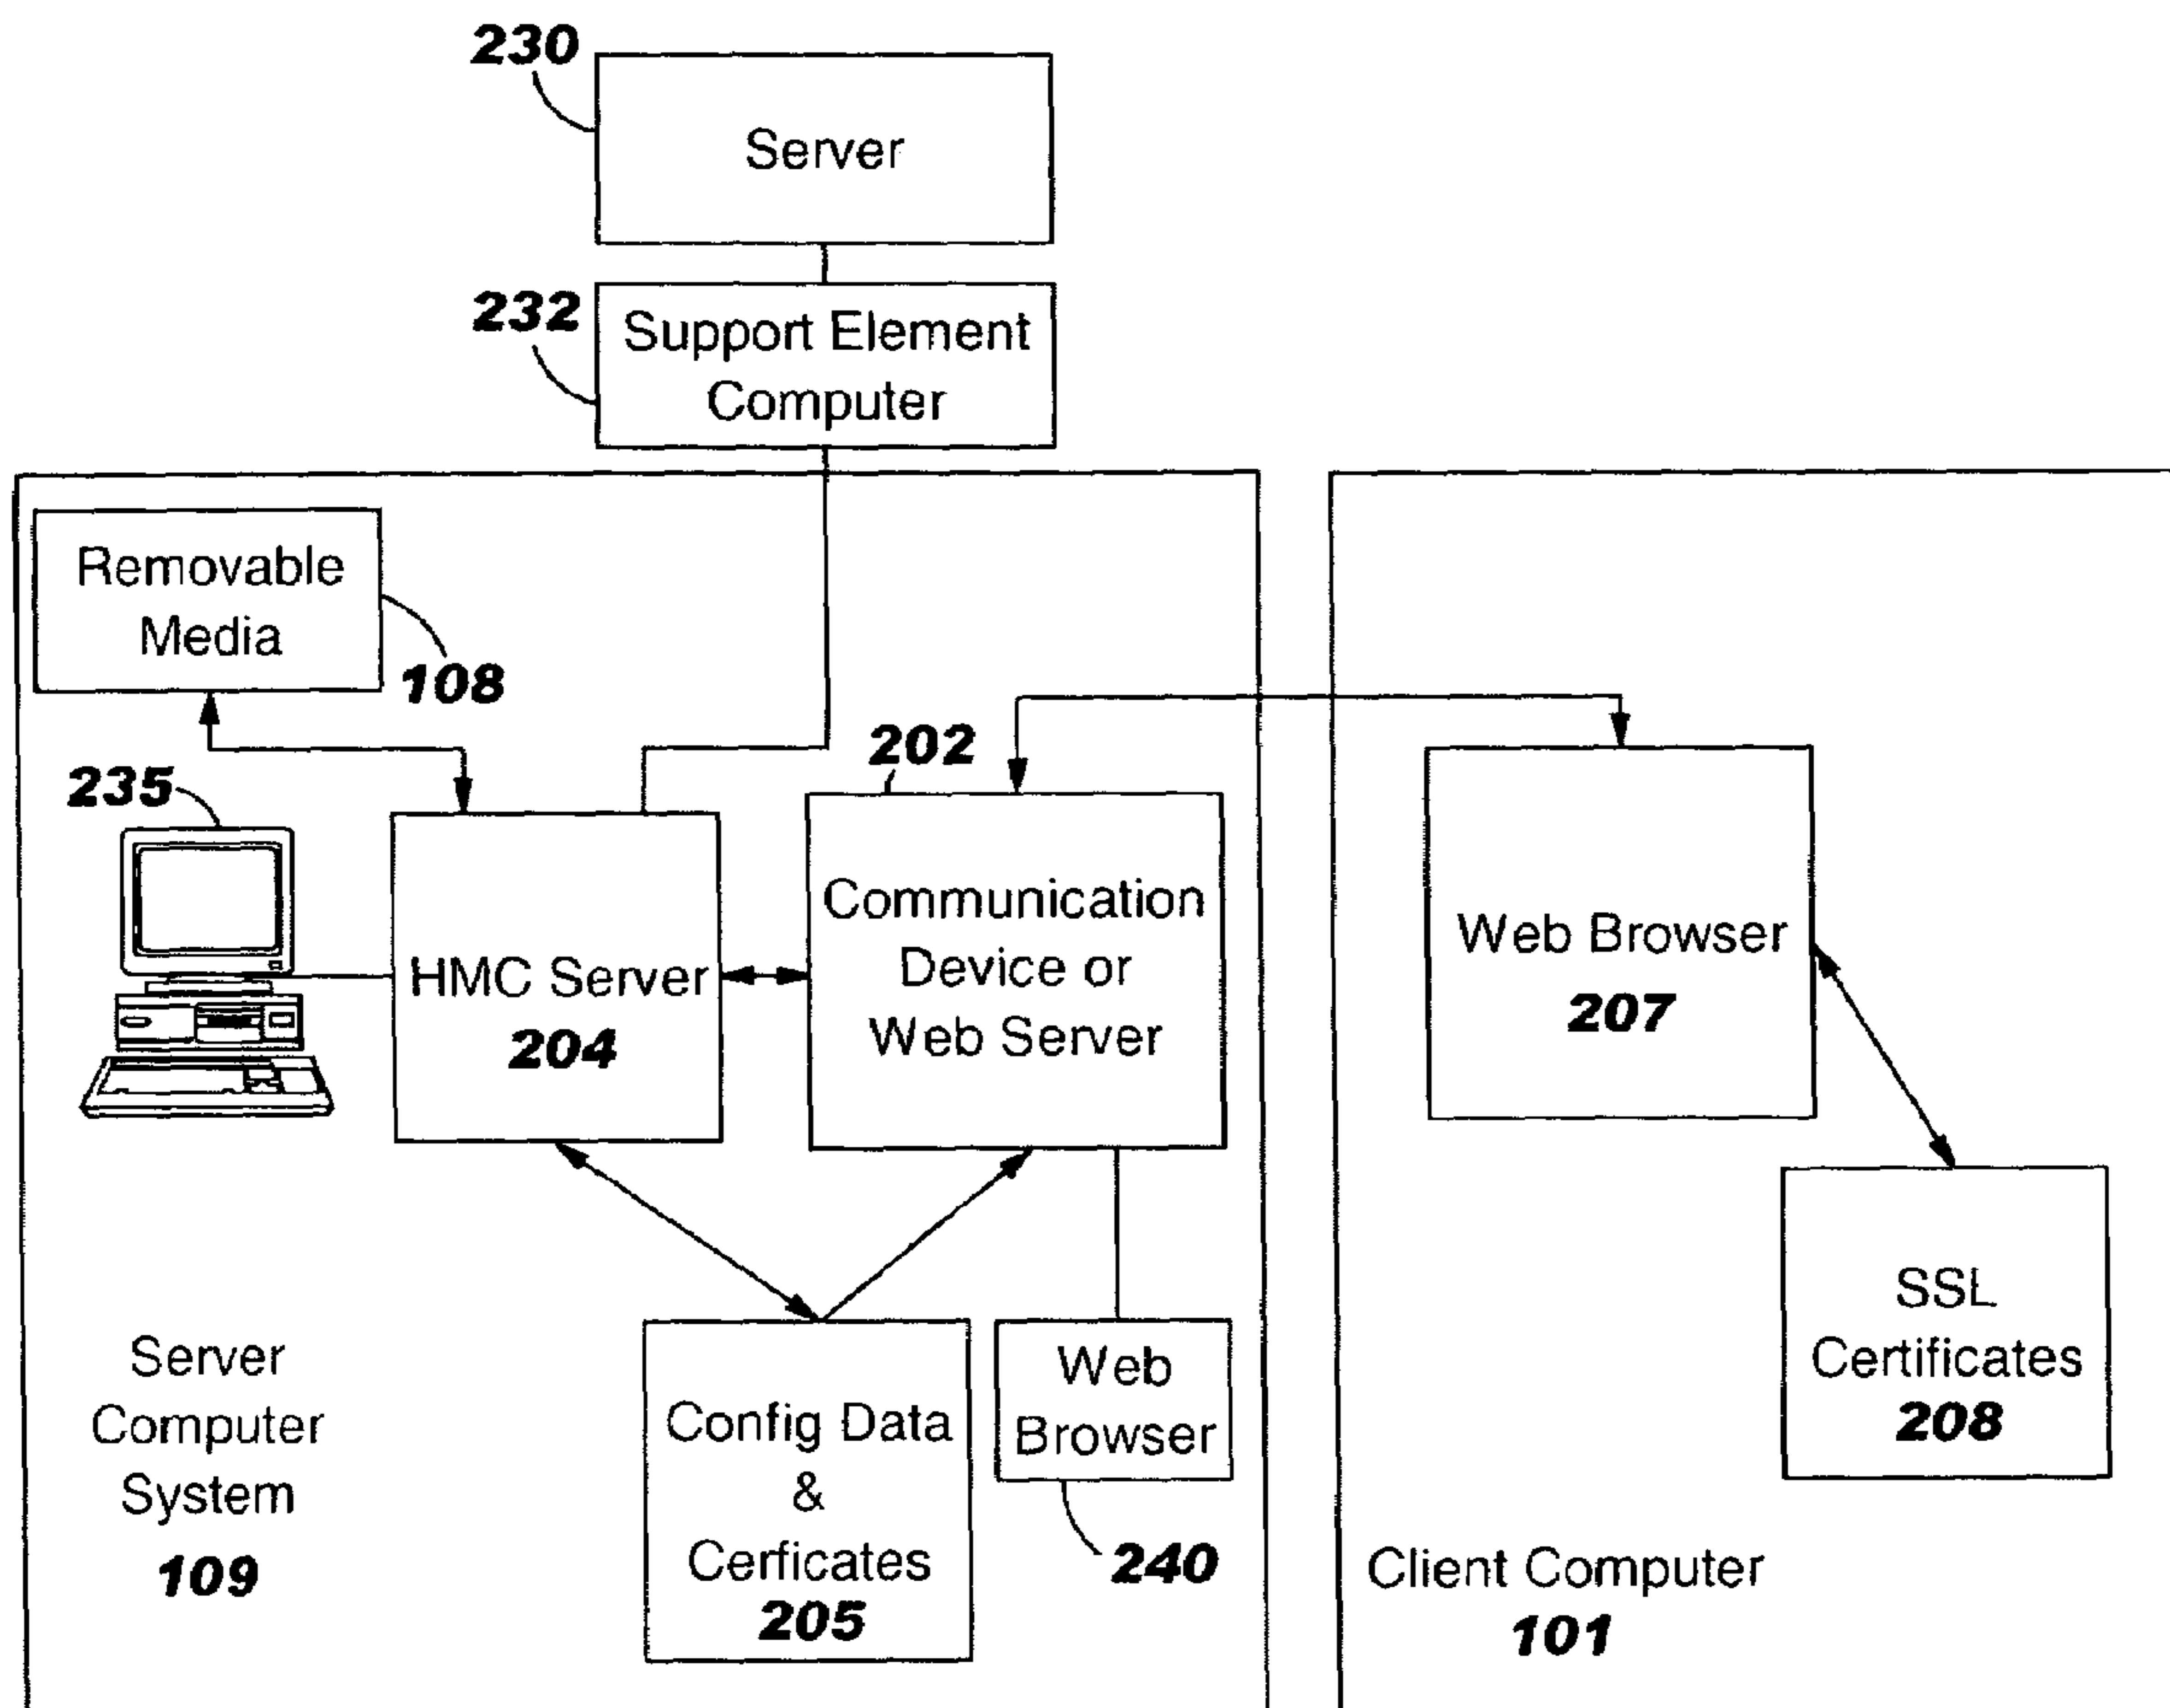 230
Server
232
Support Element
Computer
Removable
Media
108
235
202
HMC Server
204
Communication
Device or
Web Server
Web Browser
207
SSL
Certificates
208
Server
Computer
System
109
Config Data
&
Cerficates
205
Web
Browser
240
Client Computer
101